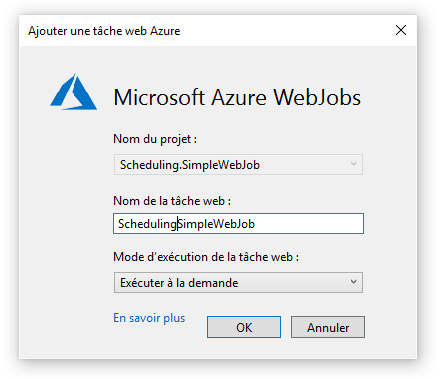 Ajouter une tâche web Azure
Microsoft Azure WebJobs
Nom du projet :
Scheduling.SimpleWebJob
Nom de la tâche web :
SchedulingSimpleWebJob
Mode d'exécution de la tâche web :
Exécuter à la demande
En savoir plus
OK
Annuler